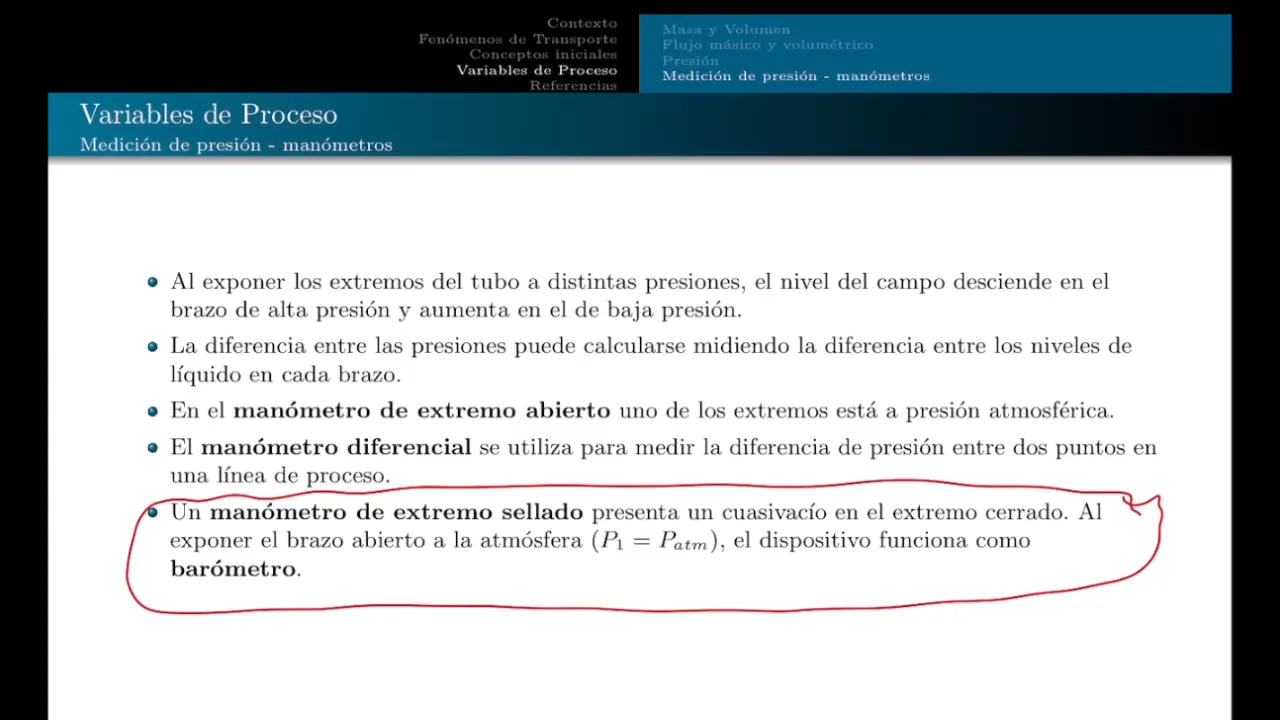 Contexto
Fenómenos de Transporte
Conceptos iniciales
Variables de Proceso
Referencias
Masa y Volumen
Flujo másico y volumétrico
Presión
Medición de presión - manómetros
Variables de Proceso
Medición de presión - manómetros
Al exponer los extremos del tubo a distintas presiones, el nivel del campo desciende en el
brazo de alta presión y aumenta en el de baja presión.
La diferencia entre las presiones puede calcularse midiendo la diferencia entre los niveles de
líquido en cada brazo.
En el manómetro de extremo abierto uno de los extremos está a presión atmosférica.
El manómetro diferencial se utiliza para medir la diferencia de presión entre dos puntos en
una línea de proceso.
Un manómetro de extremo sellado presenta un cuasivacío en el extremo cerrado. Al
exponer el brazo abierto a la atmósfera (P₁ = Pₐₜₘ), el dispositivo funciona como
barómetro.